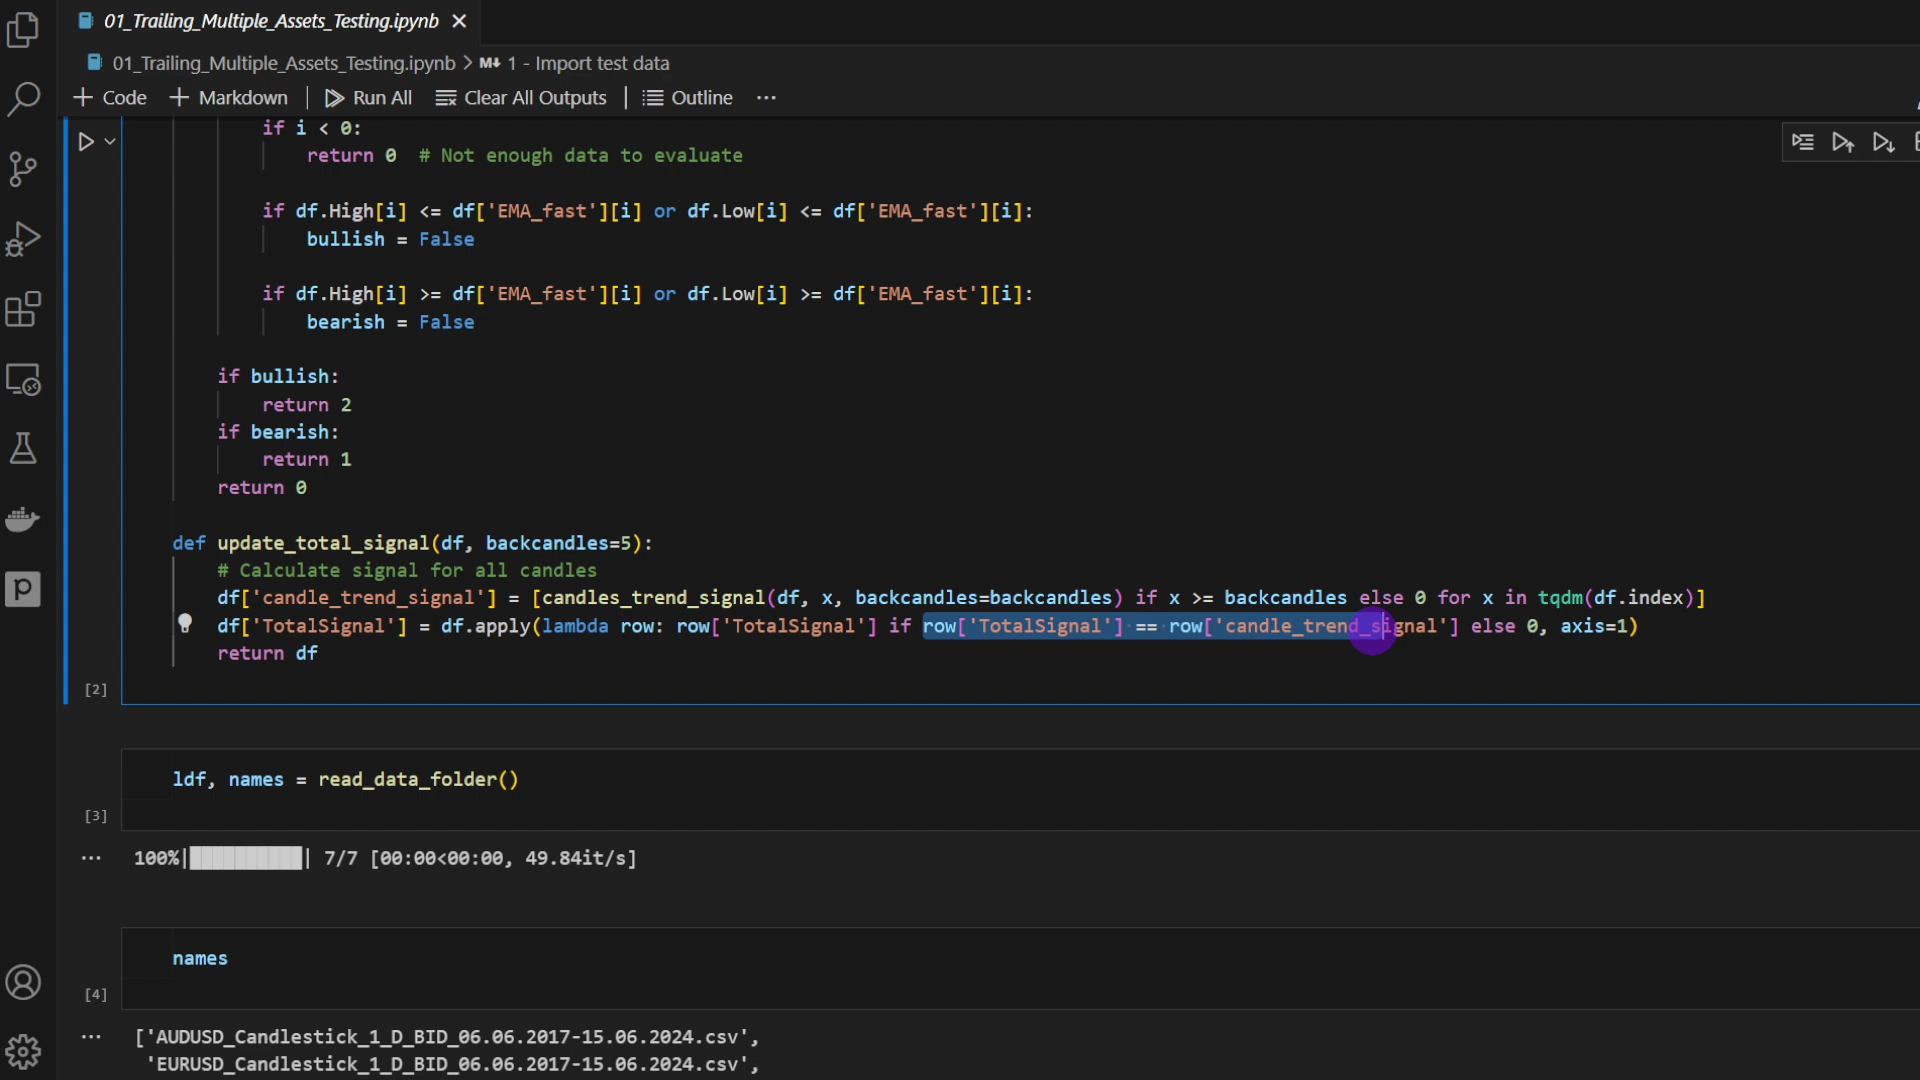 01_Trailing_Multiple_Assets_Testing.ipynb
01_Trailing_Multiple_Assets_Testing.ipynb > M↓ 1 - Import test data
+ Code + Markdown | Run All Clear All Outputs | Outline ...
if i < 0:
return 0 # Not enough data to evaluate
if df.High[i] <= df['EMA_fast'][i] or df.Low[i] <= df['EMA_fast'][i]:
bullish = False
if df.High[i] >= df['EMA_fast'][i] or df.Low[i] >= df['EMA_fast'][i]:
bearish = False
if bullish:
return 2
if bearish:
return 1
return 0
def update_total_signal(df, backcandles=5):
# Calculate signal for all candles
df['candle_trend_signal'] = [candles_trend_signal(df, x, backcandles=backcandles) if x >= backcandles else 0 for x in tqdm(df.index)]
df['TotalSignal'] = df.apply(lambda row: row['TotalSignal'] if row['TotalSignal'] == row['candle_trend_signal'] else 0, axis=1)
return df
[2]
ldf, names = read_data_folder()
[3]
... 100%|██████████| 7/7 [00:00<00:00, 49.84it/s]
names
[4]
... ['AUDUSD_Candlestick_1_D_BID_06.06.2017-15.06.2024.csv',
'EURUSD_Candlestick_1_D_BID_06.06.2017-15.06.2024.csv',